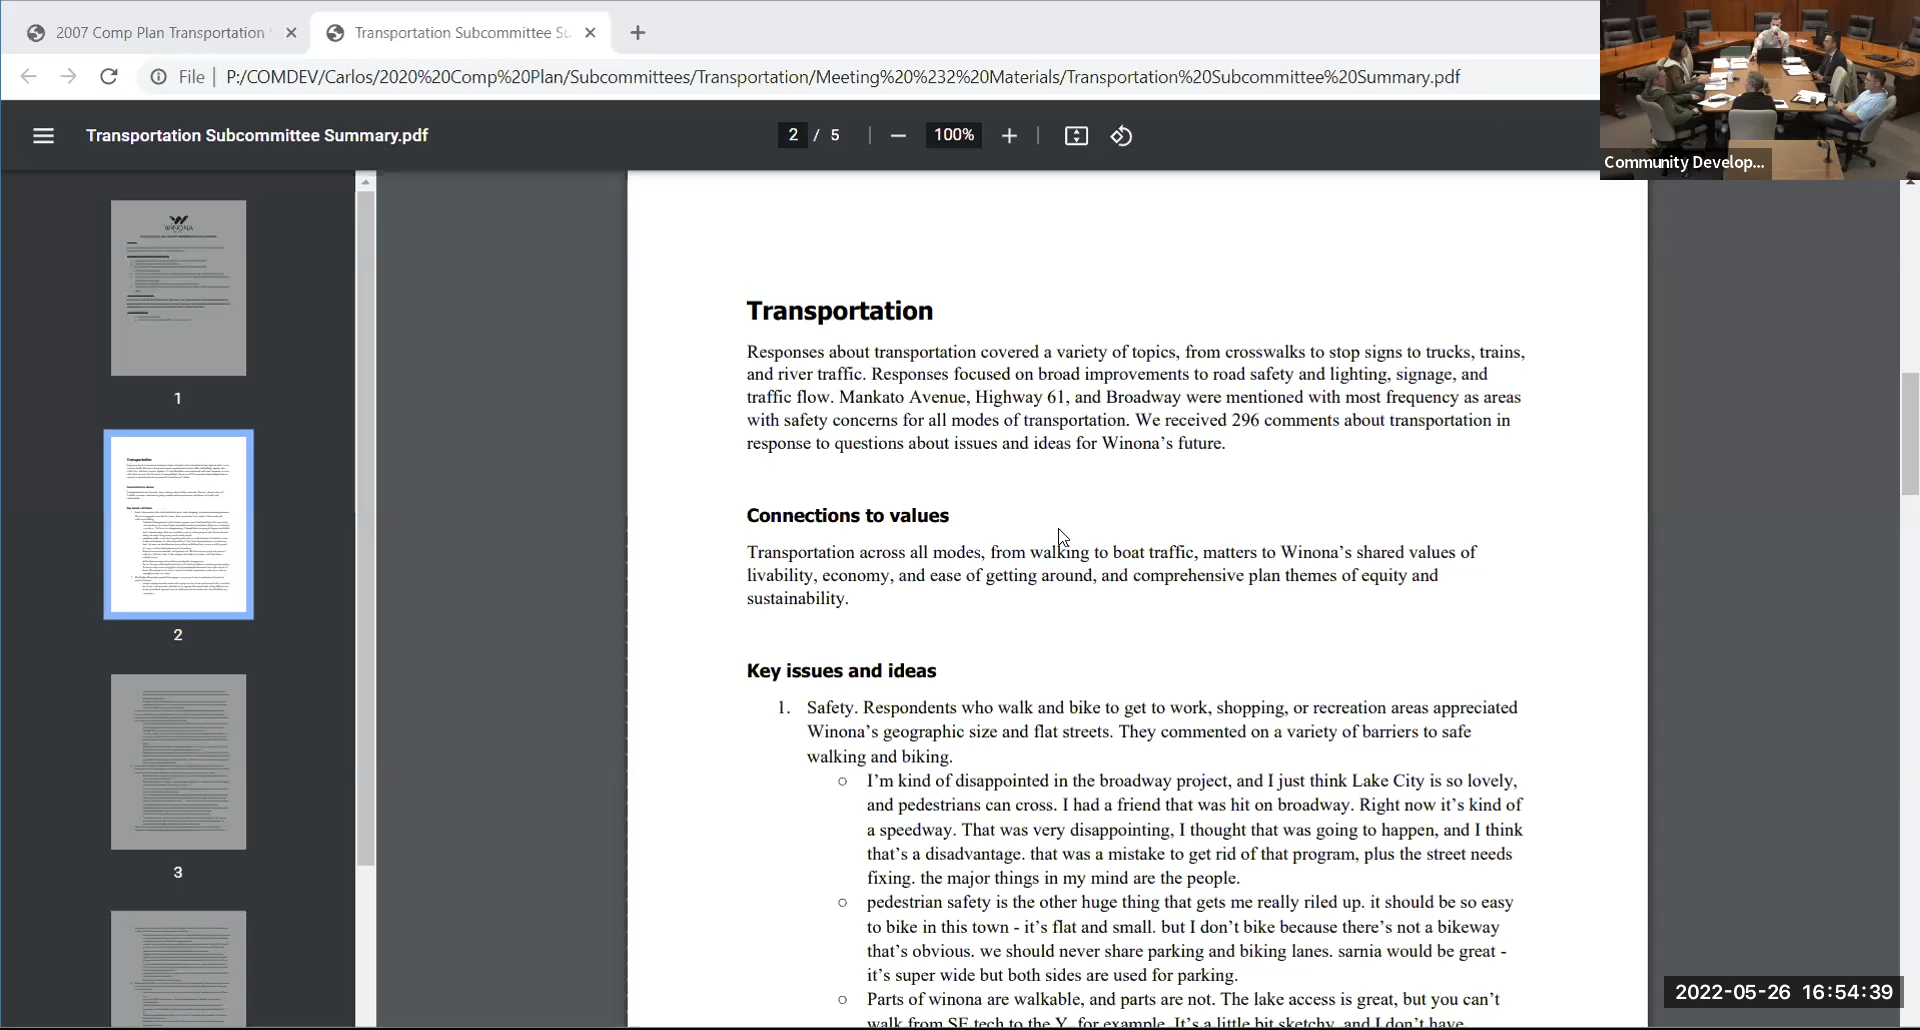 2007 Comp Plan Transportation
Transportation Subcommittee Su
File
P:/COMDEV/Carlos/2020%20Comp%20Plan/Subcommittees/Transportation/Meeting%20%232%20Materials/Transportation%20Subcommittee%20Summary.pdf
Transportation Subcommittee Summary.pdf
2 / 5
100%
Community Develop...
WINONA
1
2
3
Transportation
Responses about transportation covered a variety of topics, from crosswalks to stop signs to trucks, trains,
and river traffic. Responses focused on broad improvements to road safety and lighting, signage, and
traffic flow. Mankato Avenue, Highway 61, and Broadway were mentioned with most frequency as areas
with safety concerns for all modes of transportation. We received 296 comments about transportation in
response to questions about issues and ideas for Winona's future.
Connections to values
Transportation across all modes, from walking to boat traffic, matters to Winona's shared values of
livability, economy, and ease of getting around, and comprehensive plan themes of equity and
sustainability.
Key issues and ideas
1. Safety. Respondents who walk and bike to get to work, shopping, or recreation areas appreciated
Winona's geographic size and flat streets. They commented on a variety of barriers to safe
walking and biking.
○ I'm kind of disappointed in the broadway project, and I just think Lake City is so lovely,
and pedestrians can cross. I had a friend that was hit on broadway. Right now it's kind of
a speedway. That was very disappointing, I thought that was going to happen, and I think
that's a disadvantage. that was a mistake to get rid of that program, plus the street needs
fixing. the major things in my mind are the people.
○ pedestrian safety is the other huge thing that gets me really riled up. it should be so easy
to bike in this town - it's flat and small. but I don't bike because there's not a bikeway
that's obvious. we should never share parking and biking lanes. sarnia would be great -
it's super wide but both sides are used for parking.
○ Parts of winona are walkable, and parts are not. The lake access is great, but you can't
walk from SE tech to the Y, for example. It's a little bit sketchy, and I don't have
2022-05-26 16:54:39